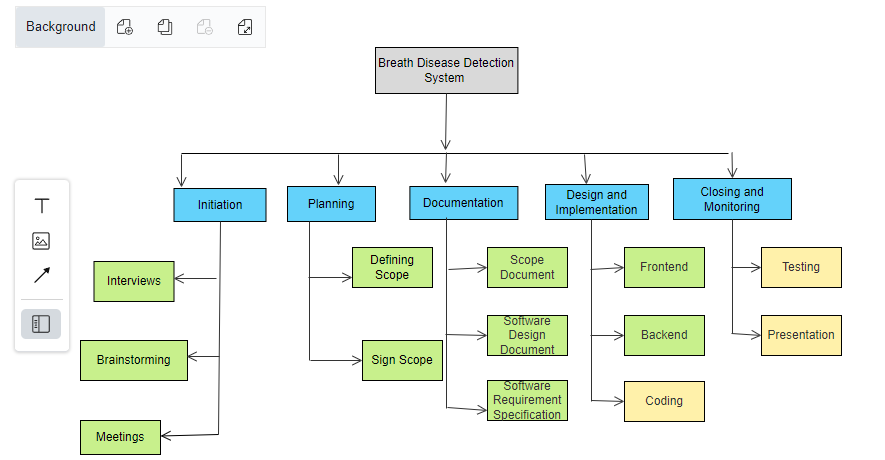 Background
Breath Disease Detection
System
Initiation
Planning
Documentation
Design and
Implementation
Closing and
Monitoring
Interviews
Brainstorming
Meetings
Defining
Scope
Sign Scope
Scope
Document
Software
Design
Document
Software
Requirement
Specification
Frontend
Backend
Coding
Testing
Presentation